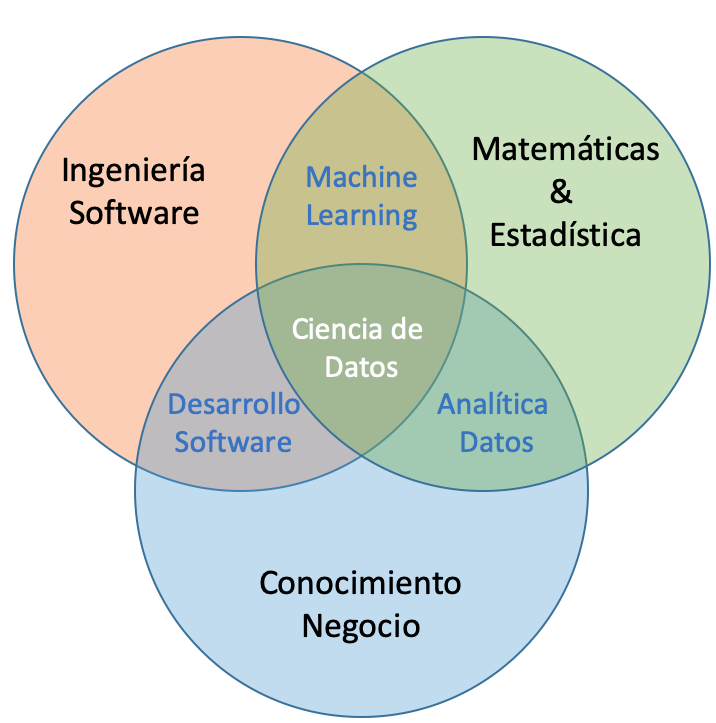 Ingeniería
Software
Machine
Learning
Matemáticas
&
Estadística
Ciencia de
Datos
Desarrollo
Software
Analítica
Datos
Conocimiento
Negocio